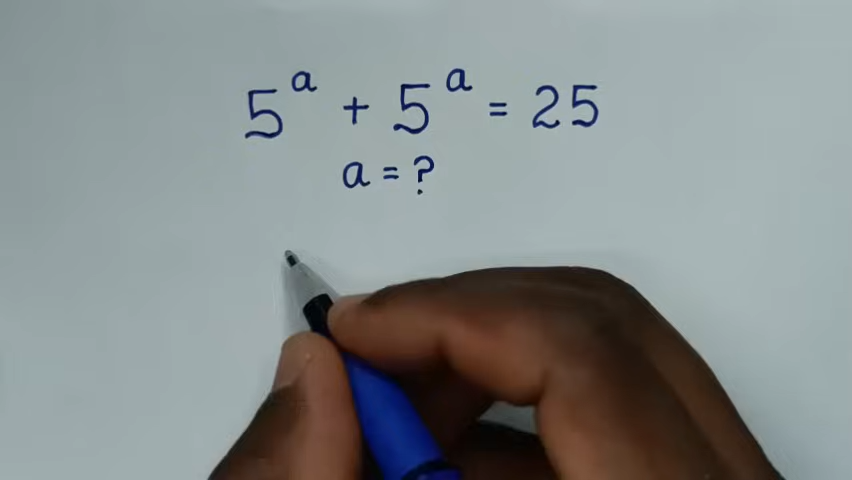 5^a + 5^a = 25
a = ?